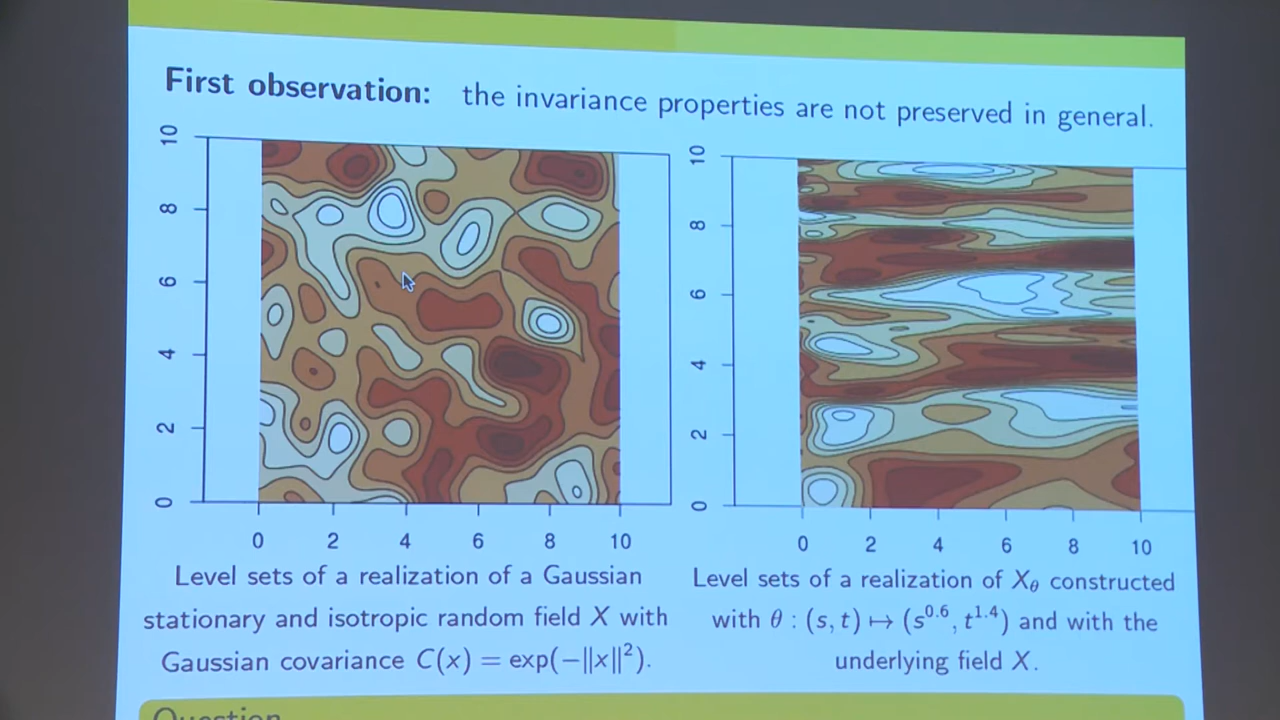 First observation: the invariance properties are not preserved in general.
10
8
6
4
2
0
0 2 4 6 8 10
10
8
6
4
2
0
0 2 4 6 8 10
Level sets of a realization of a Gaussian
stationary and isotropic random field X with
Gaussian covariance C(x) = exp(−‖x‖²).
Level sets of a realization of X_θ constructed
with θ : (s, t) ↦ (s^0.6, t^1.4) and with the
underlying field X.
Question